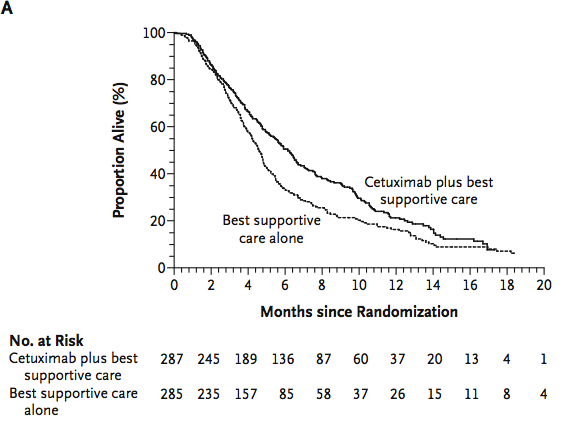 A
100
80
60
40
20
0
Proportion Alive (%)
Cetuximab plus best
supportive care
Best supportive
care alone
0 2 4 6 8 10 12 14 16 18 20
Months since Randomization
No. at Risk
Cetuximab plus best 287 245 189 136 87 60 37 20 13 4 1
supportive care
Best supportive care 285 235 157 85 58 37 26 15 11 8 4
alone